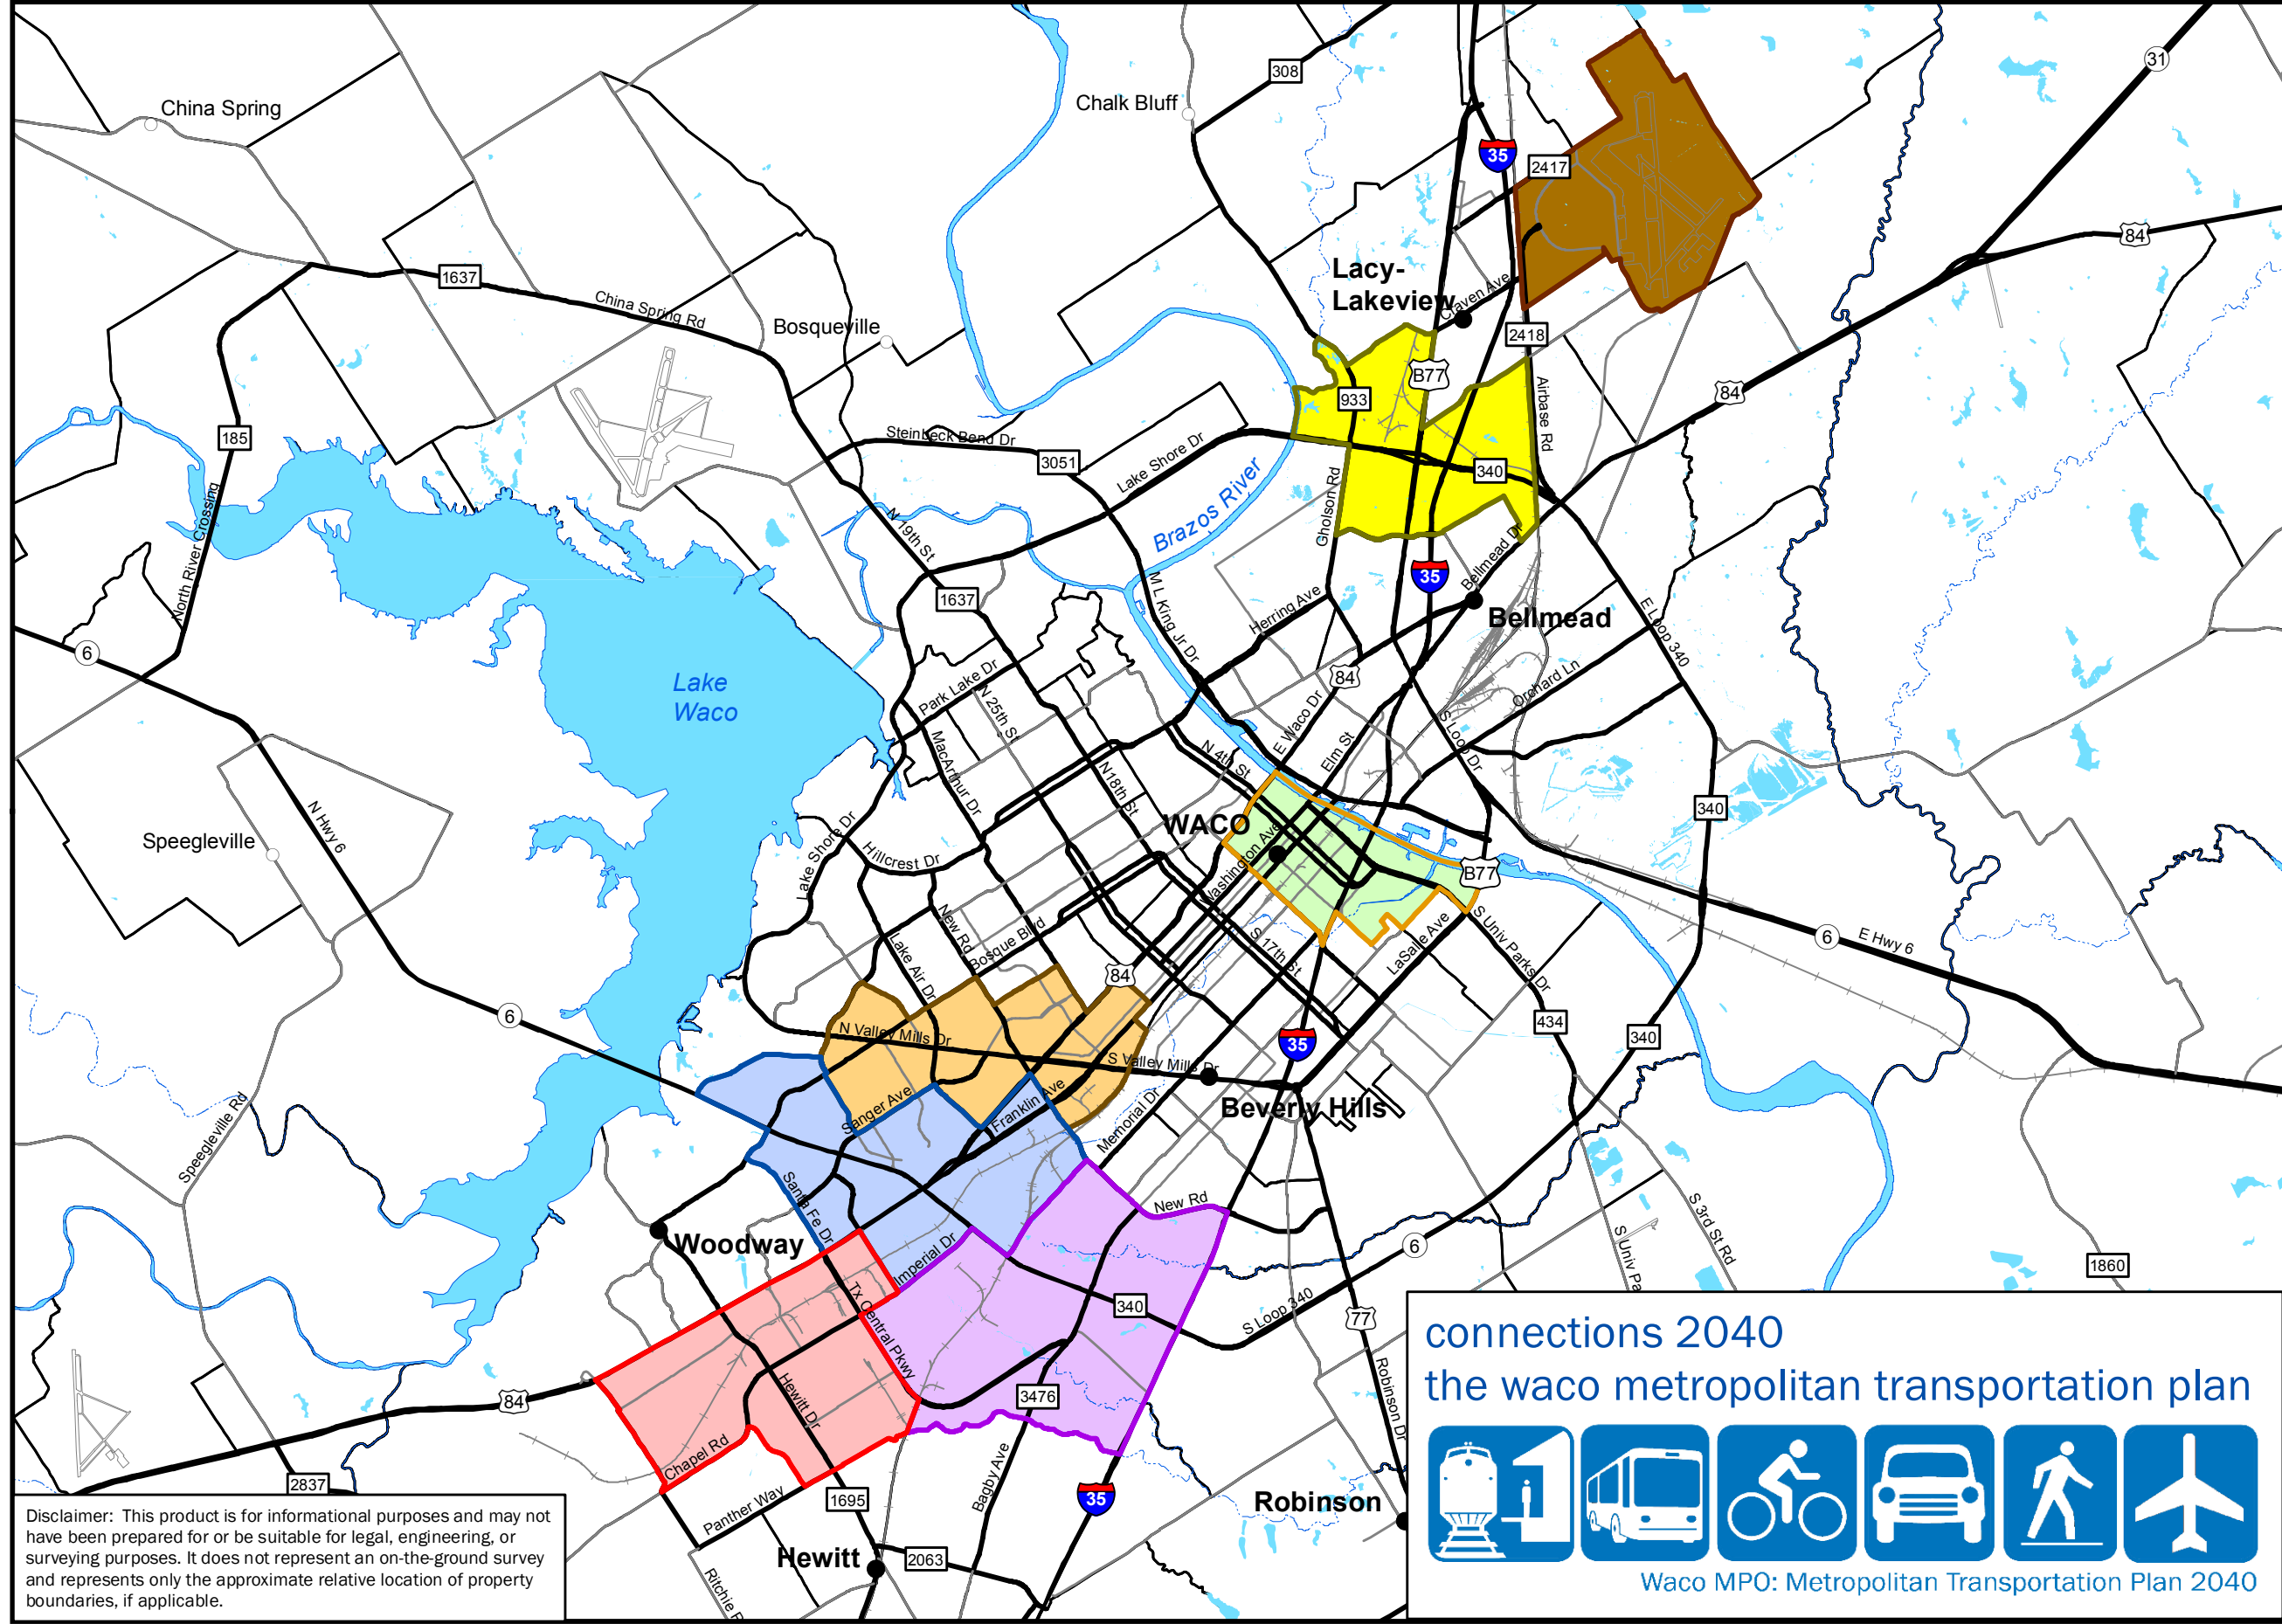 308
31
China Spring
Chalk Bluff
35
2417
84
Lacy-
Lakeview
Craven Ave
1637
China Spring Rd
Bosqueville
2418
B77
84
933
Airbase Rd
185
Steinbeck Bend Dr
3051
Lake Shore Dr
340
Brazos River
Gholson Rd
North River Crossing
N 19th St
Bellmead Dr
35
1637
M L King Jr Dr
Herring Ave
Bellmead
E Loop 340
6
Lake
Waco
Park Lake Dr
N 25th St
84
Orchard Ln
MacArthur Dr
N 4th St
E Waco Dr
Elm St
S Loop Dr
N18th St
340
N Hwy 6
Speegleville
Lake Shore Dr
Hillcrest Dr
WACO
Washington Ave
B77
New Rd
Bosque Blvd
Lake Air Dr
S 17th St
LaSalle Ave
S Univ Parks Dr
6
E Hwy 6
84
6
N Valley Mills Dr
S Valley Mills Dr
35
434
340
Sanger Ave
Franklin Ave
Memorial Dr
Beverly Hills
Speegleville Rd
Santa Fe Dr
New Rd
S 3rd St Rd
S Univ Pa
Woodway
Imperial Dr
6
1860
Tx Central Pkwy
340
S Loop 340
77
84
Hewitt Dr
3476
Robinson Dr
Chapel Rd
2837
Panther Way
1695
Bagby Ave
35
Robinson
Hewitt
2063
Ritchie R
connections 2040
the waco metropolitan transportation plan
Waco MPO: Metropolitan Transportation Plan 2040
Disclaimer: This product is for informational purposes and may not
have been prepared for or be suitable for legal, engineering, or
surveying purposes. It does not represent an on-the-ground survey
and represents only the approximate relative location of property
boundaries, if applicable.